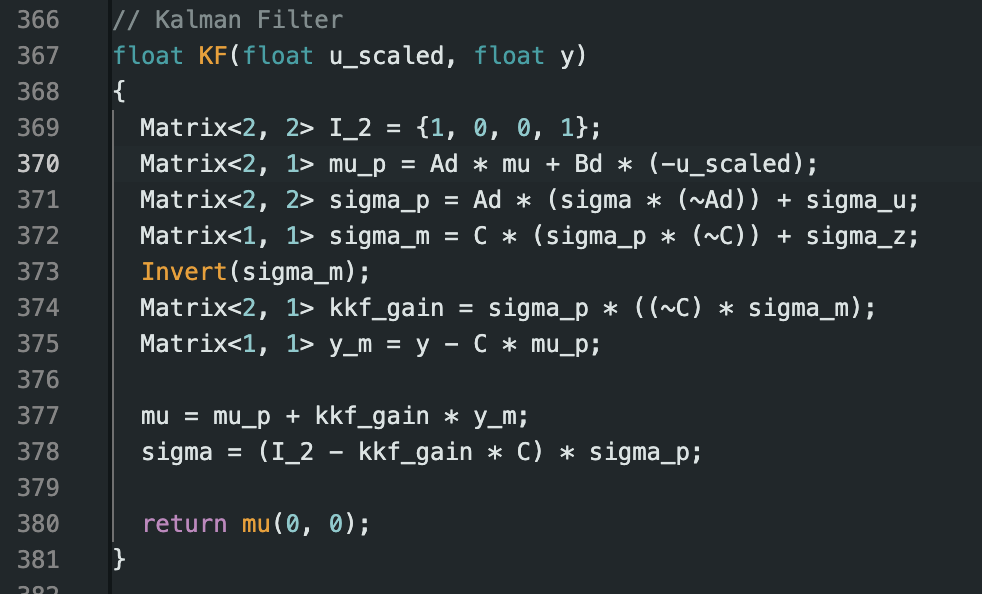 366 // Kalman Filter
367 float KF(float u_scaled, float y)
368 {
369 Matrix<2, 2> I_2 = {1, 0, 0, 1};
370 Matrix<2, 1> mu_p = Ad * mu + Bd * (-u_scaled);
371 Matrix<2, 2> sigma_p = Ad * (sigma * (~Ad)) + sigma_u;
372 Matrix<1, 1> sigma_m = C * (sigma_p * (~C)) + sigma_z;
373 Invert(sigma_m);
374 Matrix<2, 1> kkf_gain = sigma_p * ((~C) * sigma_m);
375 Matrix<1, 1> y_m = y - C * mu_p;
376
377 mu = mu_p + kkf_gain * y_m;
378 sigma = (I_2 - kkf_gain * C) * sigma_p;
379
380 return mu(0, 0);
381 }